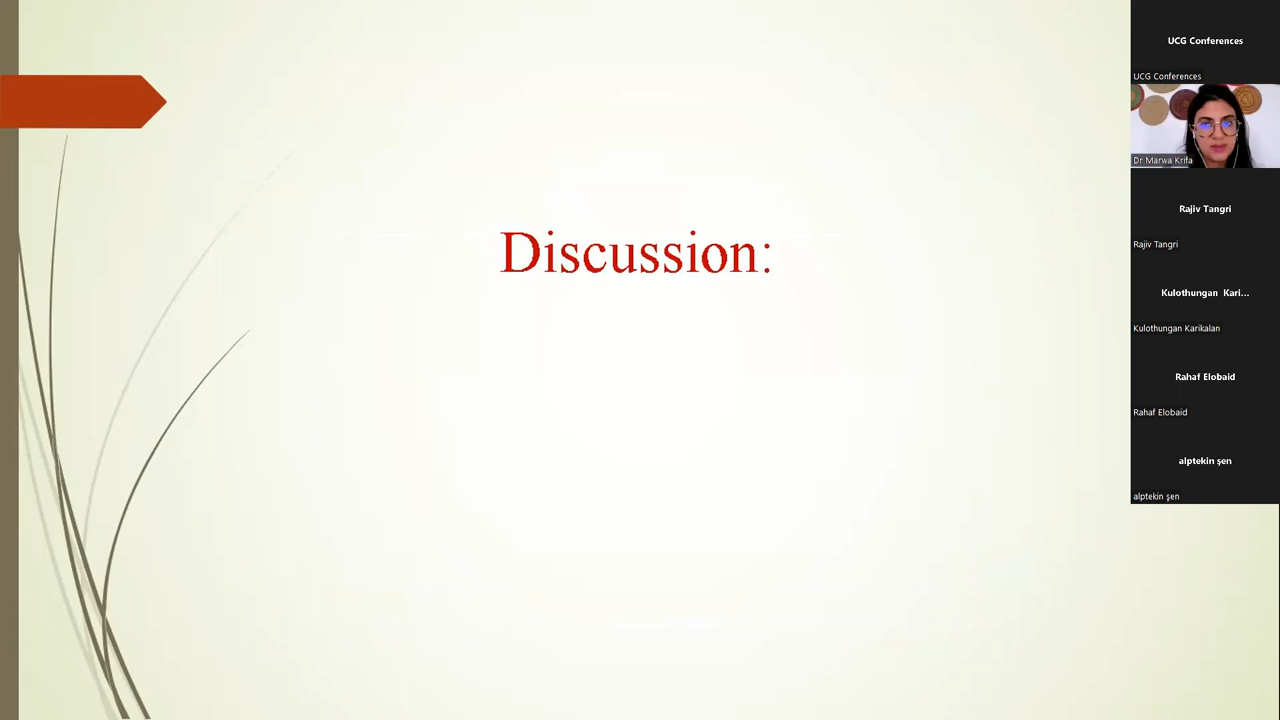 Discussion:
UCG Conferences
UCG Conferences
Dr Marwa Krifa
Rajiv Tangri
Rajiv Tangri
Kulothungan Kari...
Kulothungan Karikalan
Rahaf Elobaid
Rahaf Elobaid
alptekin şen
alptekin şen